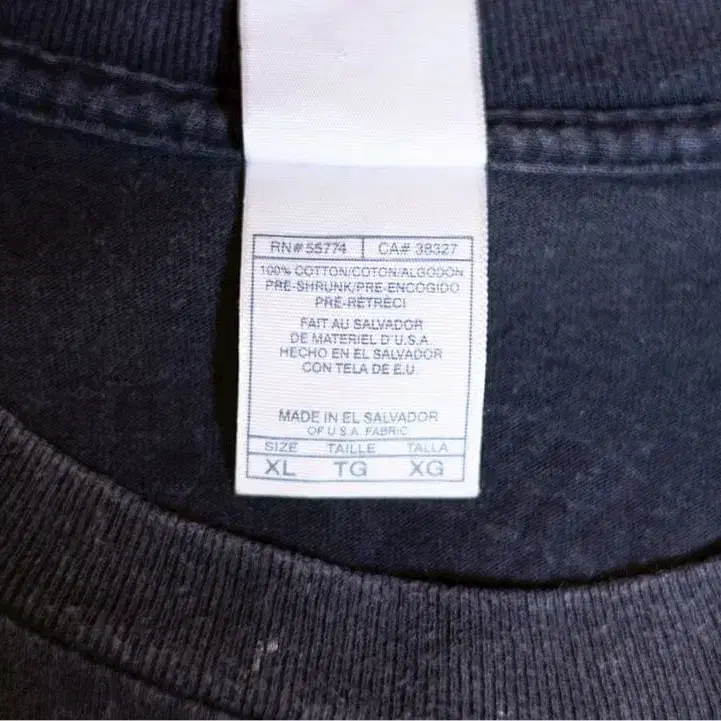 RN# 55774 CA# 38327
100% COTTON/COTON/ALGODON
PRE-SHRUNK/PRE-ENCOGIDO
PRÉ-RÉTRÉCI
FAIT AU SALVADOR
DE MATERIEL D'U.S.A.
HECHO EN EL SALVADOR
CON TELA DE E.U.
MADE IN EL SALVADOR
OF U.S.A. FABRIC
SIZE TAILLE TALLA
XL TG XG